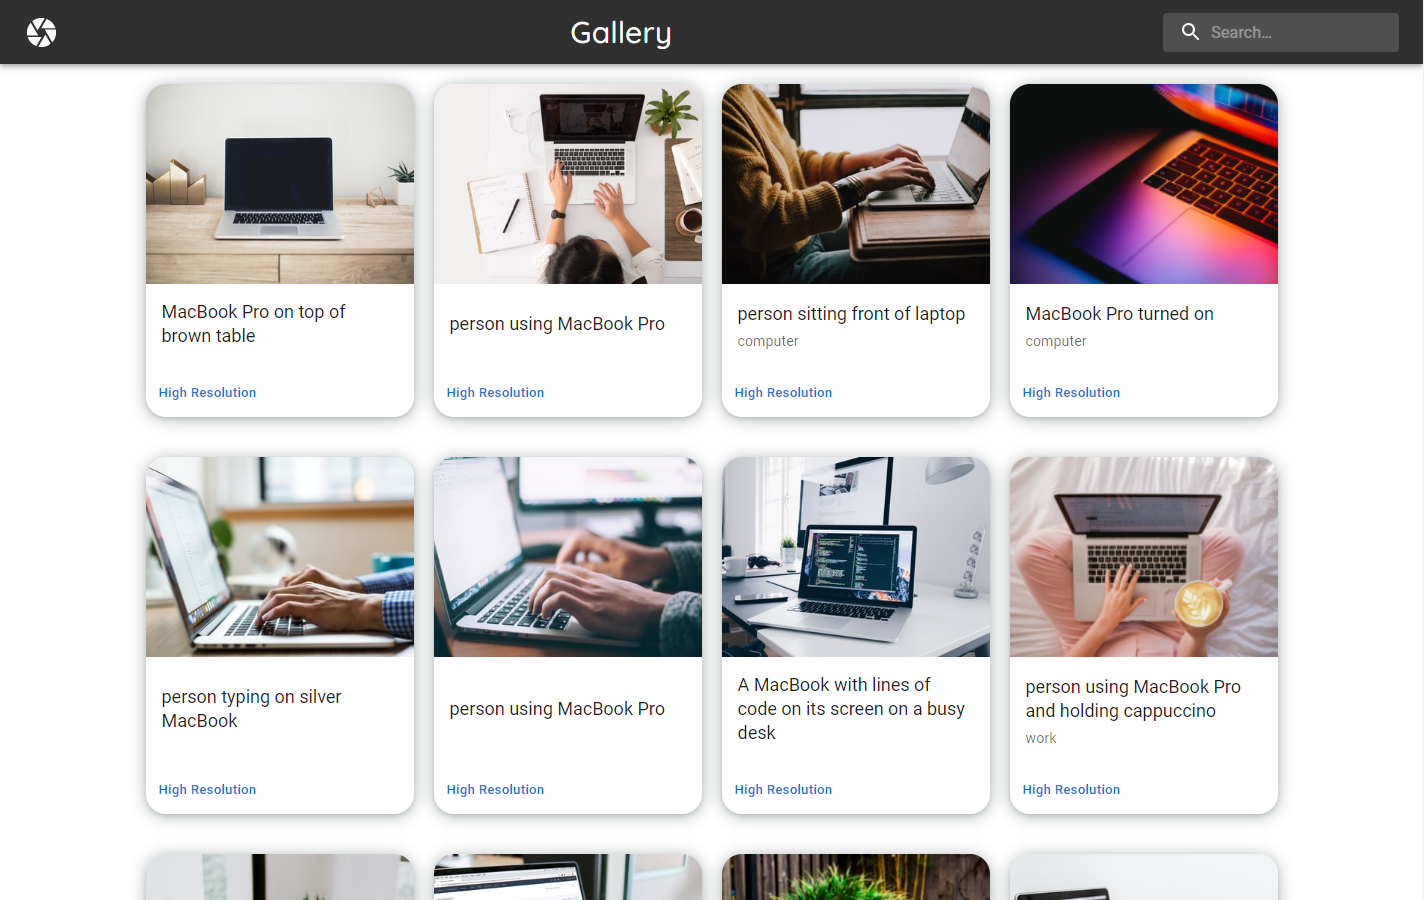 Gallery
Search...
MacBook Pro on top of
brown table
High Resolution
person using MacBook Pro
High Resolution
person sitting front of laptop
computer
High Resolution
MacBook Pro turned on
computer
High Resolution
person typing on silver
MacBook
High Resolution
person using MacBook Pro
High Resolution
A MacBook with lines of
code on its screen on a busy
desk
High Resolution
person using MacBook Pro
and holding cappuccino
work
High Resolution